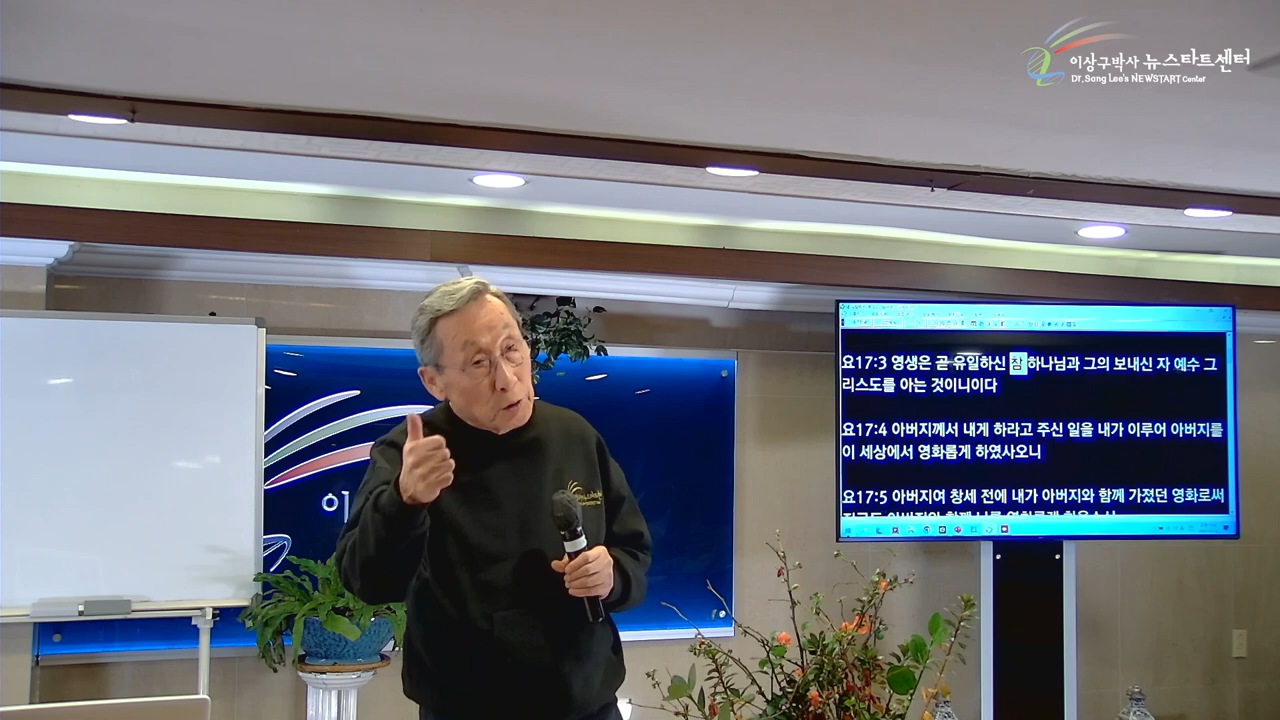 이상구박사 뉴스타트센터
Dr. Sang Lee's NEWSTART Center
요17:3 영생은 곧 유일하신 참 하나님과 그의 보내신 자 예수 그
리스도를 아는 것이니이다
요17:4 아버지께서 내게 하라고 주신 일을 내가 이루어 아버지를
이 세상에서 영화롭게 하였사오니
요17:5 아버지여 창세 전에 내가 아버지와 함께 가졌던 영화로써
이